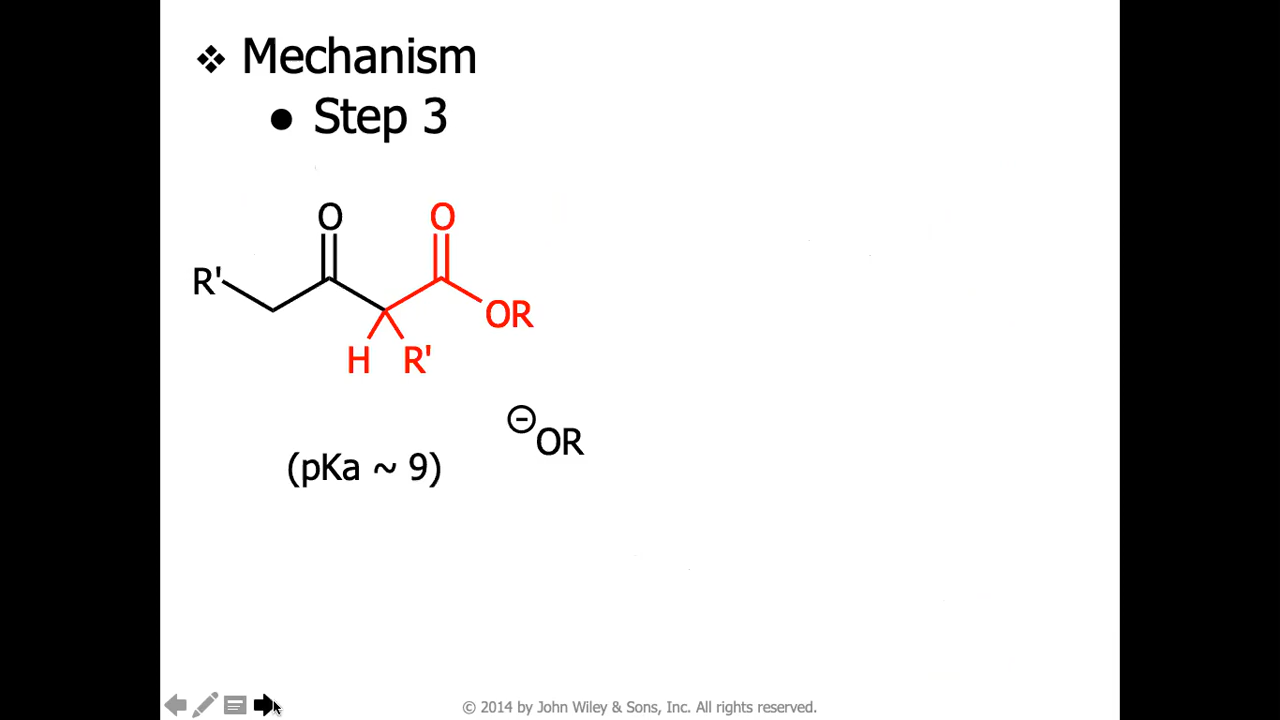 ❖ Mechanism
● Step 3
O O
R'
OR
H R'
⊖
OR
(pKa ~ 9)
© 2014 by John Wiley & Sons, Inc. All rights reserved.